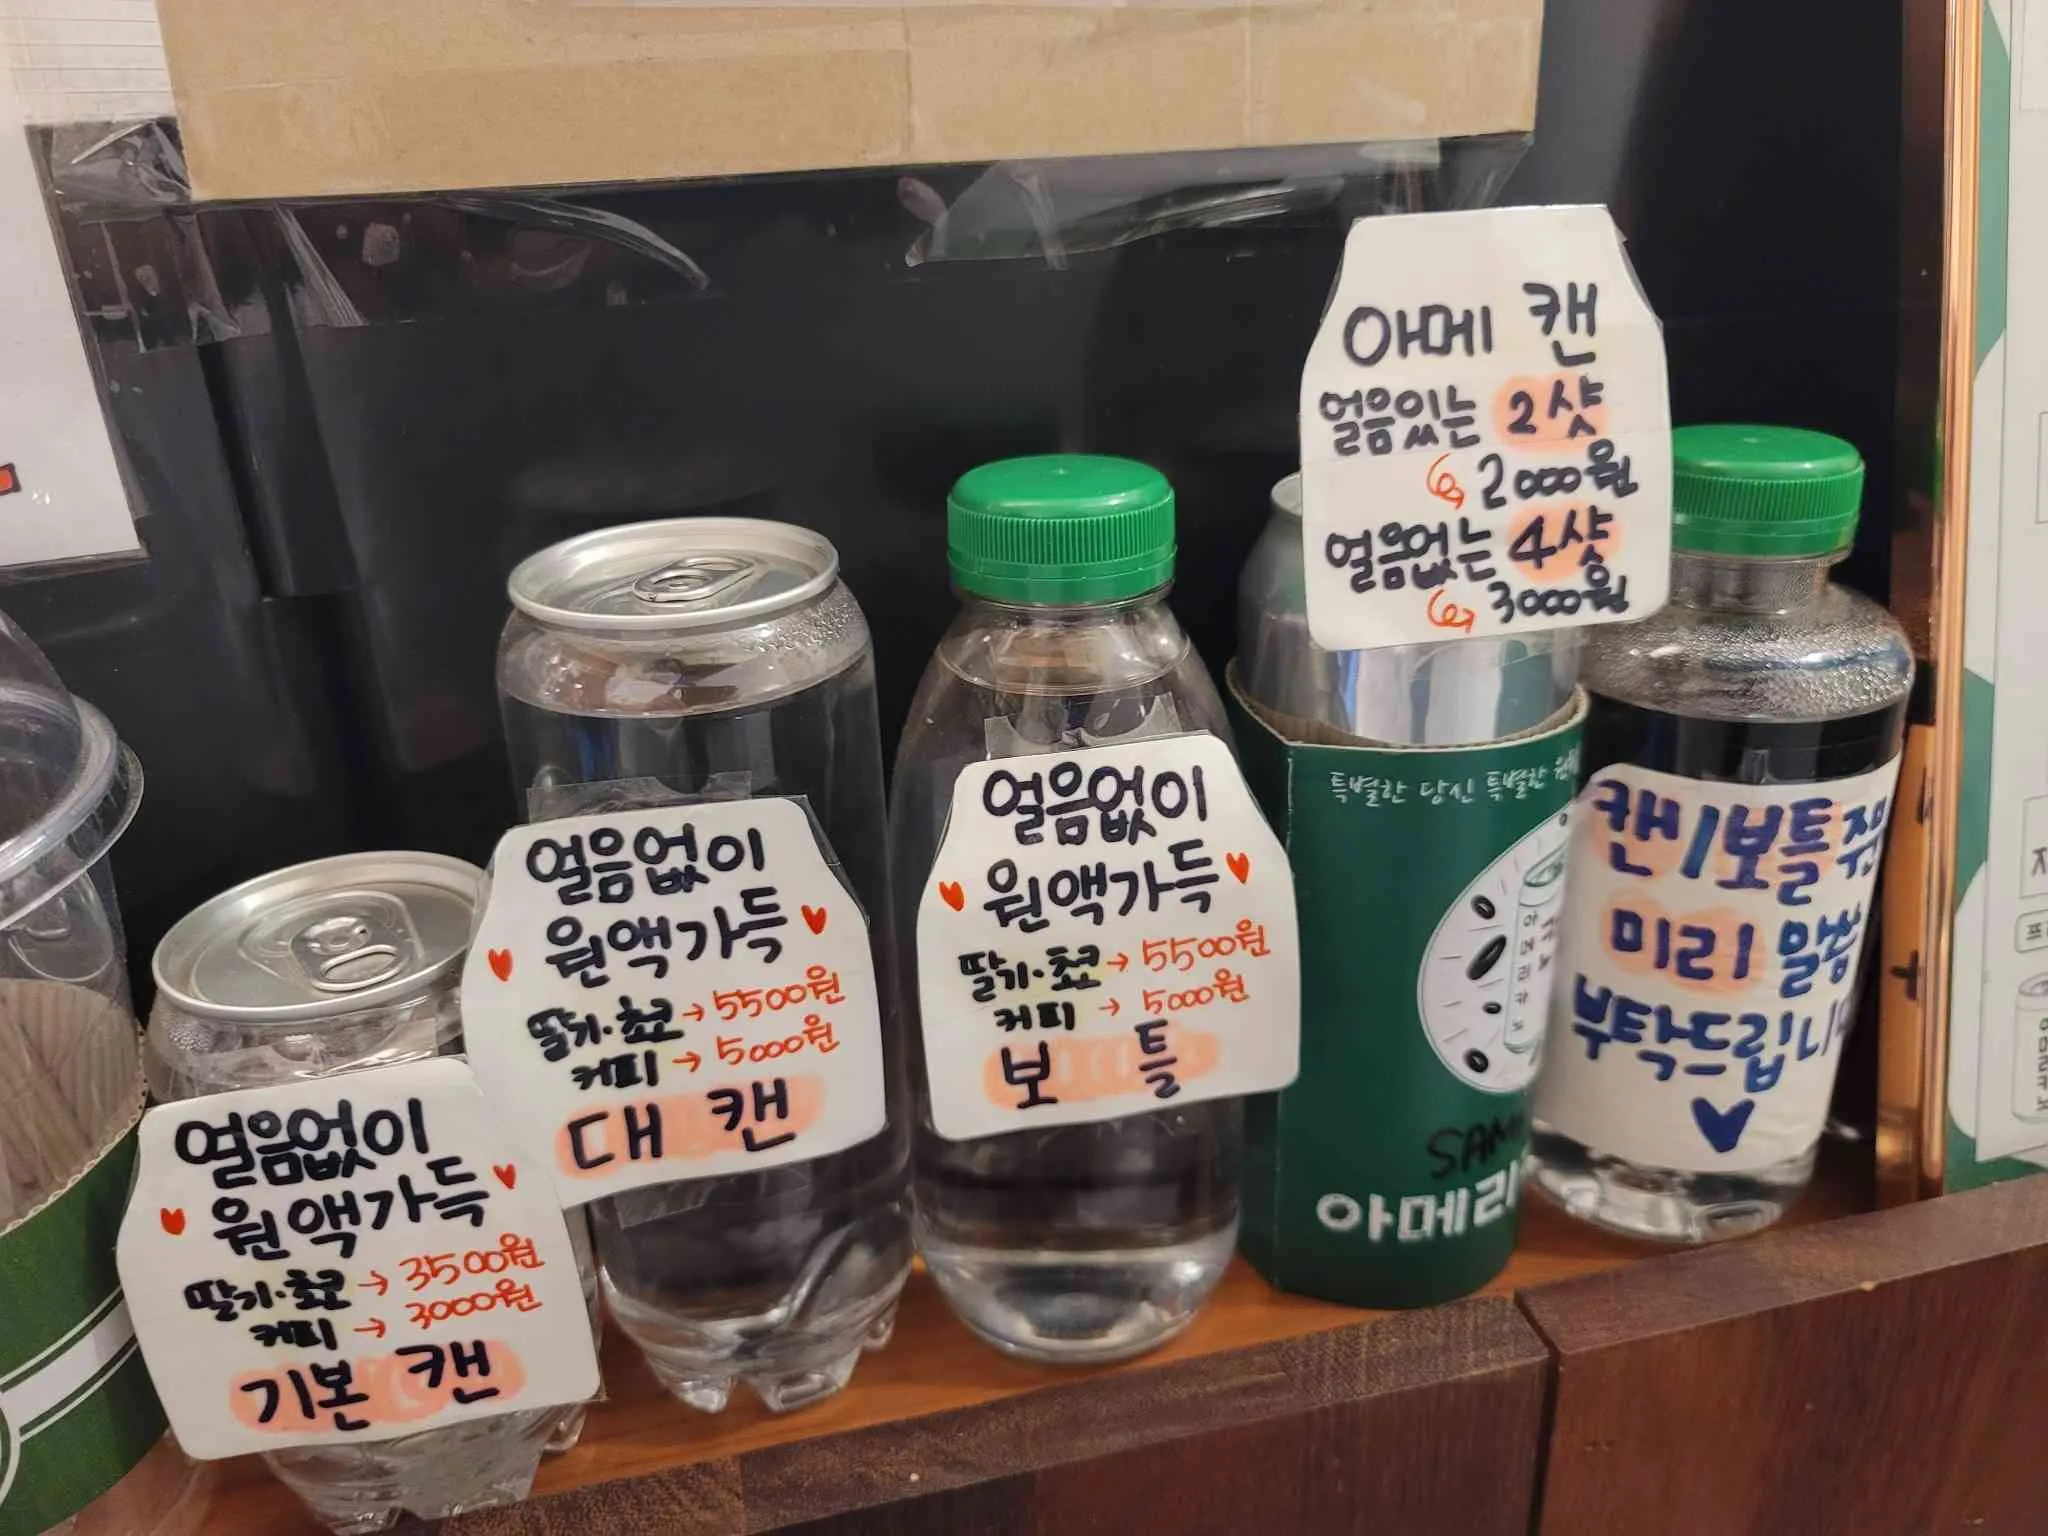 얼음없이
원액가득
딸기·초코 → 3500원
커피 → 3000원
기본 캔
얼음없이
원액가득
딸기·초코 → 5500원
커피 → 5000원
대 캔
얼음없이
원액가득
딸기·초코 → 5500원
커피 → 5000원
보틀
아메 캔
얼음있는 2샷
2000원
얼음없는 4샷
3000원
특별한 당신 특별한
아메리
캔/보틀 주문
미리 말씀
부탁드립니다